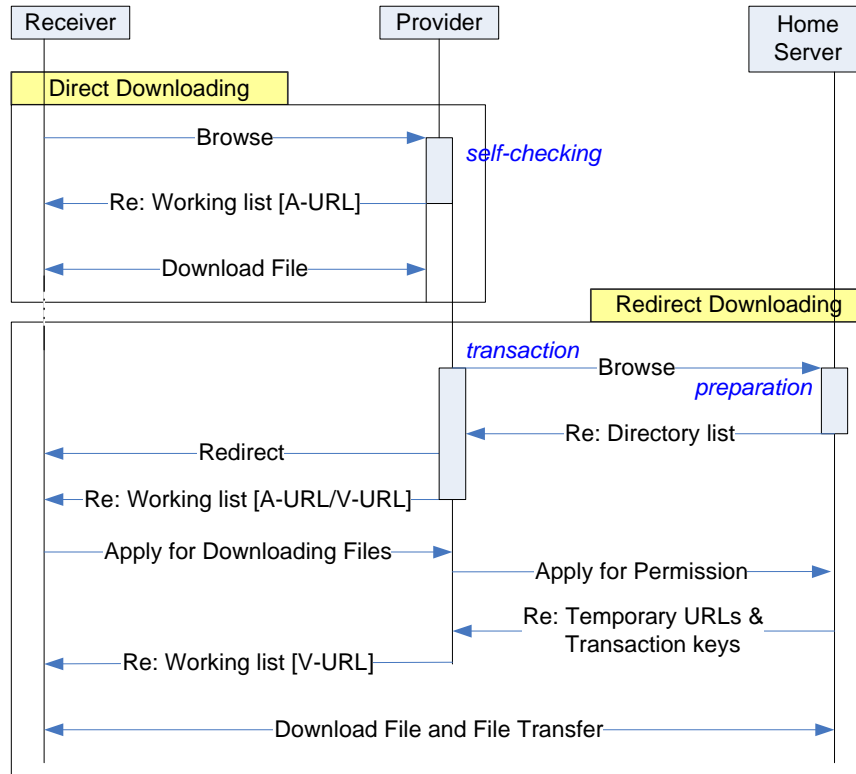 Receiver
Provider
Home
Server
Direct Downloading
Browse
self-checking
Re: Working list [A-URL]
Download File
Redirect Downloading
transaction
Browse
preparation
Re: Directory list
Redirect
Re: Working list [A-URL/V-URL]
Apply for Downloading Files
Apply for Permission
Re: Temporary URLs &
Transaction keys
Re: Working list [V-URL]
Download File and File Transfer